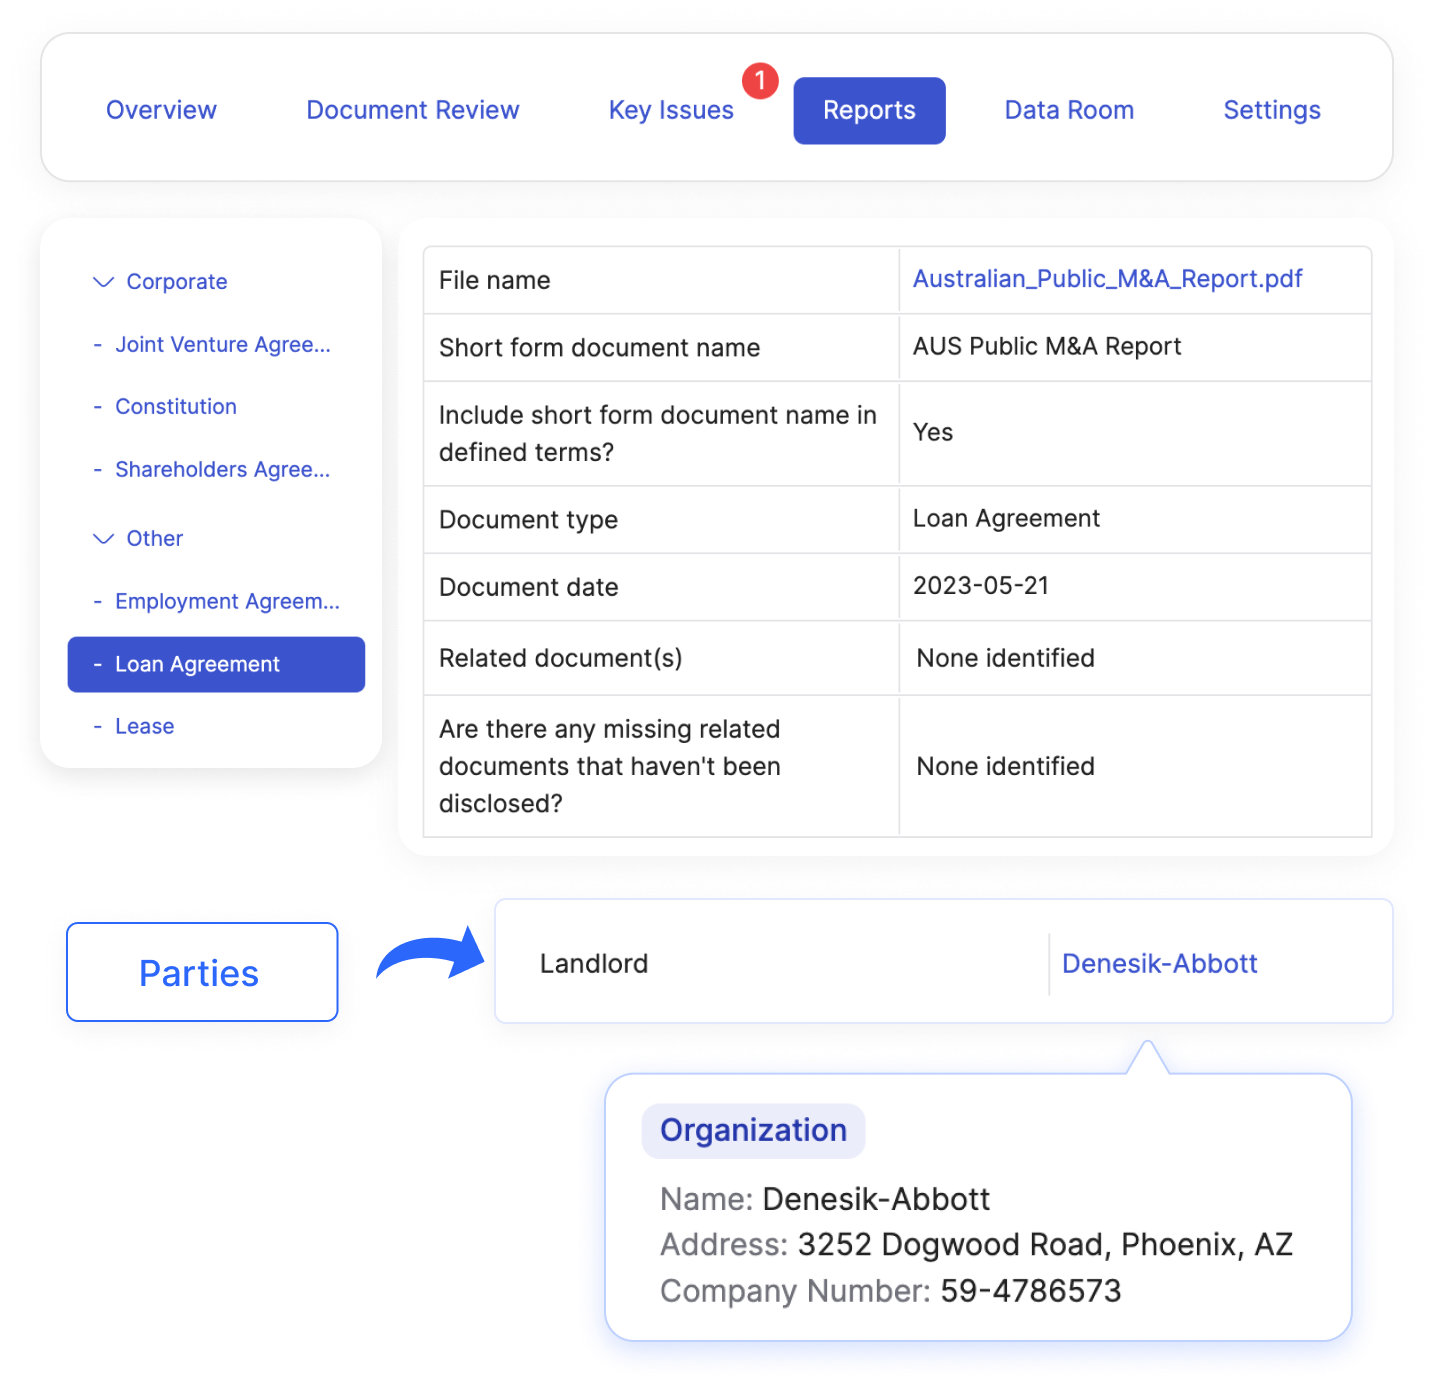 Overview
Document Review
Key Issues
1
Reports
Data Room
Settings
Corporate
- Joint Venture Agree...
- Constitution
- Shareholders Agree...
Other
- Employment Agreem...
- Loan Agreement
- Lease
File name
Australian_Public_M&A_Report.pdf
Short form document name
AUS Public M&A Report
Include short form document name in
defined terms?
Yes
Document type
Loan Agreement
Document date
2023-05-21
Related document(s)
None identified
Are there any missing related
documents that haven't been
disclosed?
None identified
Parties
Landlord
Denesik-Abbott
Organization
Name: Denesik-Abbott
Address: 3252 Dogwood Road, Phoenix, AZ
Company Number: 59-4786573